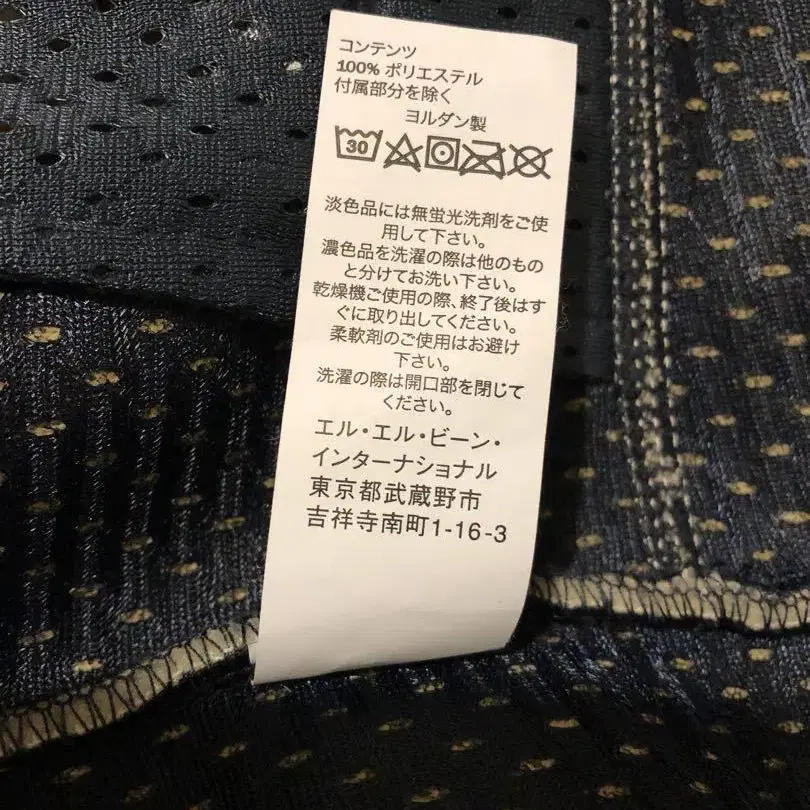 コンテンツ
100% ポリエステル
付属部分を除く
ヨルダン製
30
淡色品には無蛍光洗剤をご使
用して下さい。
濃色品を洗濯の際は他のもの
と分けてお洗い下さい。
乾燥機ご使用の際、終了後はす
ぐに取り出してください。
柔軟剤のご使用はお避け
下さい。
洗濯の際は開口部を閉じて
ください。
エル・エル・ビーン・
インターナショナル
東京都武蔵野市
吉祥寺南町1-16-3